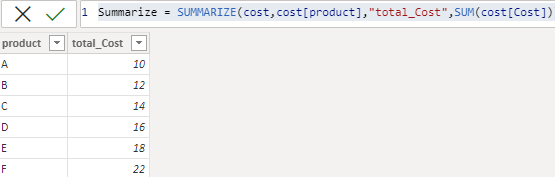 1 Summarize = SUMMARIZE(cost,cost[product],"total_Cost",SUM(cost[Cost])
product total_Cost
A 10
B 12
C 14
D 16
E 18
F 22